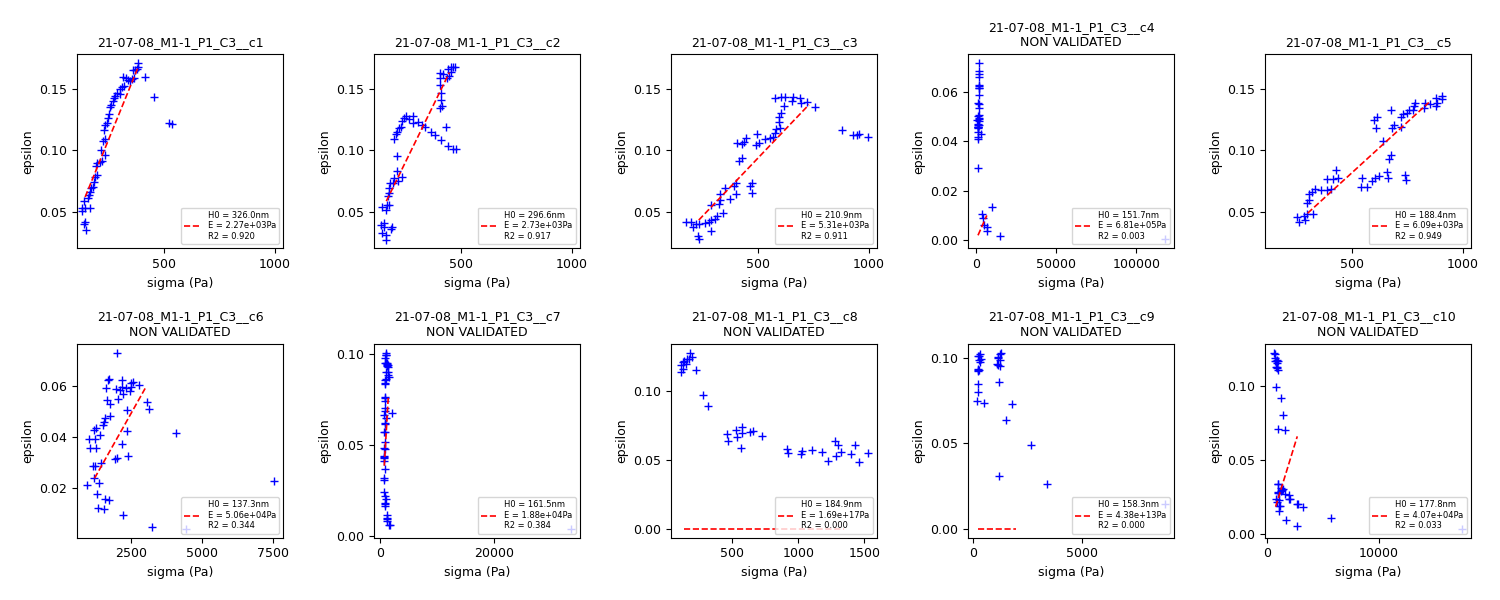 21-07-08_M1-1_P1_C3__c1
epsilon
0.15
0.10
0.05
H0 = 326.0nm
E = 2.27e+03Pa
R2 = 0.920
500
1000
sigma (Pa)
21-07-08_M1-1_P1_C3__c2
epsilon
0.15
0.10
0.05
H0 = 296.6nm
E = 2.73e+03Pa
R2 = 0.917
500
1000
sigma (Pa)
21-07-08_M1-1_P1_C3__c3
epsilon
0.15
0.10
0.05
H0 = 210.9nm
E = 5.31e+03Pa
R2 = 0.911
500
1000
sigma (Pa)
21-07-08_M1-1_P1_C3__c4
NON VALIDATED
epsilon
0.06
0.04
0.02
0.00
H0 = 151.7nm
E = 6.81e+05Pa
R2 = 0.003
0
50000
100000
sigma (Pa)
21-07-08_M1-1_P1_C3__c5
epsilon
0.15
0.10
0.05
H0 = 188.4nm
E = 6.09e+03Pa
R2 = 0.949
500
1000
sigma (Pa)
21-07-08_M1-1_P1_C3__c6
NON VALIDATED
epsilon
0.06
0.04
0.02
H0 = 137.3nm
E = 5.06e+04Pa
R2 = 0.344
2500
5000
7500
sigma (Pa)
21-07-08_M1-1_P1_C3__c7
NON VALIDATED
epsilon
0.10
0.05
0.00
H0 = 161.5nm
E = 1.88e+04Pa
R2 = 0.384
0
20000
sigma (Pa)
21-07-08_M1-1_P1_C3__c8
NON VALIDATED
epsilon
0.10
0.05
0.00
H0 = 184.9nm
E = 1.69e+17Pa
R2 = 0.000
500
1000
1500
sigma (Pa)
21-07-08_M1-1_P1_C3__c9
NON VALIDATED
epsilon
0.10
0.05
0.00
H0 = 158.3nm
E = 4.38e+13Pa
R2 = 0.000
0
5000
sigma (Pa)
21-07-08_M1-1_P1_C3__c10
NON VALIDATED
epsilon
0.10
0.05
0.00
H0 = 177.8nm
E = 4.07e+04Pa
R2 = 0.033
0
10000
sigma (Pa)